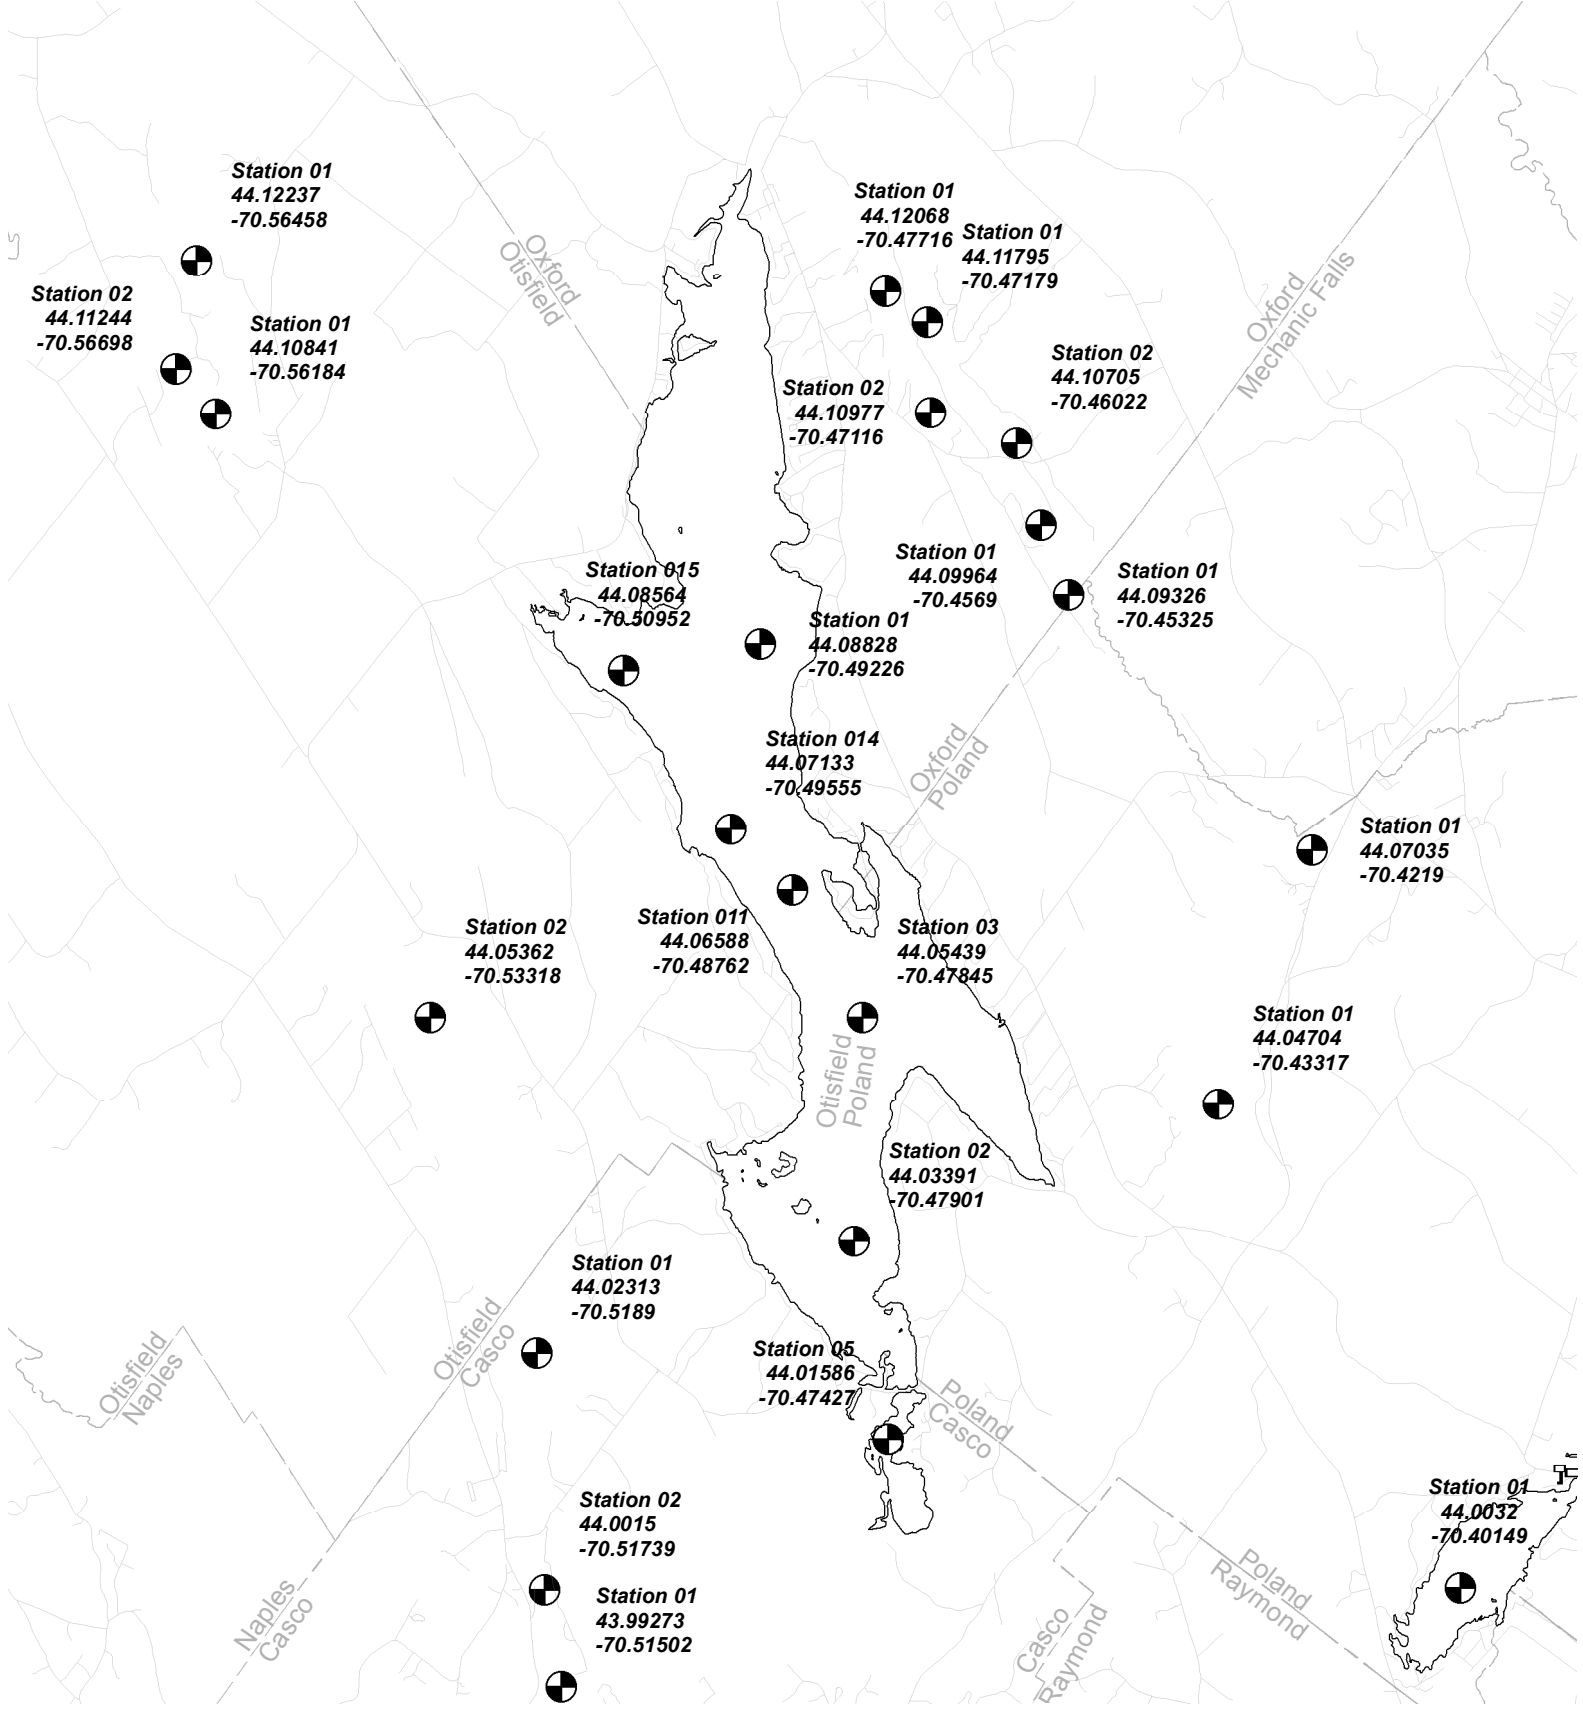 Station 01
44.12237
-70.56458
Station 01
44.12068
-70.47716
Station 01
44.11795
-70.47179
Oxford
Otisfield
Oxford
Mechanic Falls
Station 02
44.11244
-70.56698
Station 01
44.10841
-70.56184
Station 02
44.10705
-70.46022
Station 02
44.10977
-70.47116
Station 01
44.09964
-70.4569
Station 015
44.08564
-70.50952
Station 01
44.09326
-70.45325
Station 01
44.08828
-70.49226
Station 014
44.07133
-70.49555
Oxford
Poland
Station 01
44.07035
-70.4219
Station 011
44.06588
-70.48762
Station 02
44.05362
-70.53318
Station 03
44.05439
-70.47845
Station 01
44.04704
-70.43317
Otisfield
Poland
Station 02
44.03391
-70.47901
Station 01
44.02313
-70.5189
Otisfield
Naples
Otisfield
Casco
Station 05
44.01586
-70.47427
Poland
Casco
Station 01
44.0032
-70.40149
Station 02
44.0015
-70.51739
Station 01
43.99273
-70.51502
Naples
Casco
Poland
Raymond
Casco
Raymond